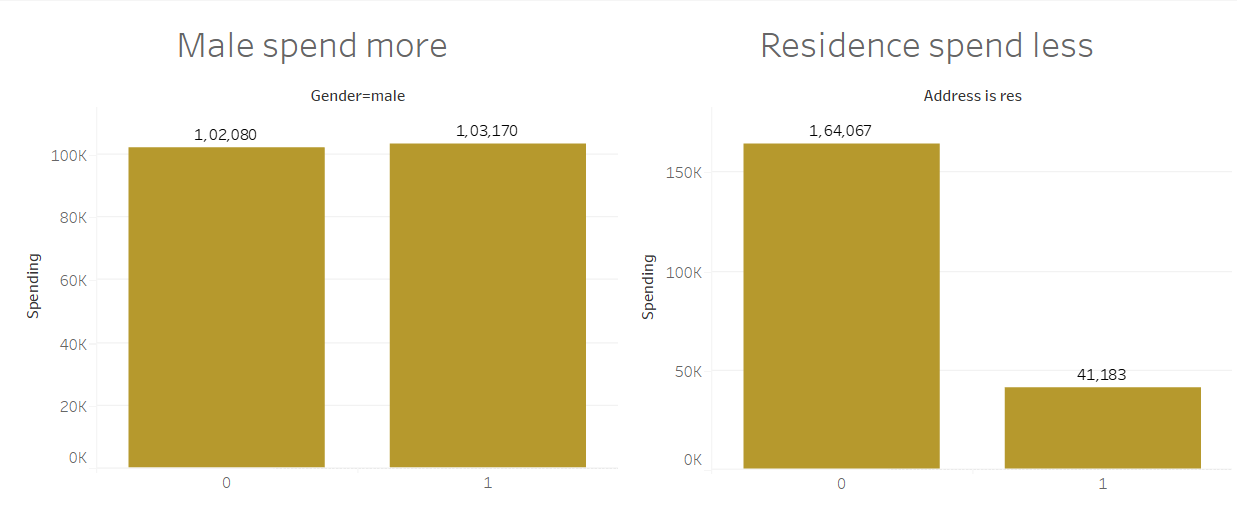 Male spend more
Gender=male
1,02,080
1,03,170
100K
80K
60K
40K
20K
0K
Spending
0
1
Residence spend less
Address is res
1,64,067
41,183
150K
100K
50K
0K
Spending
0
1